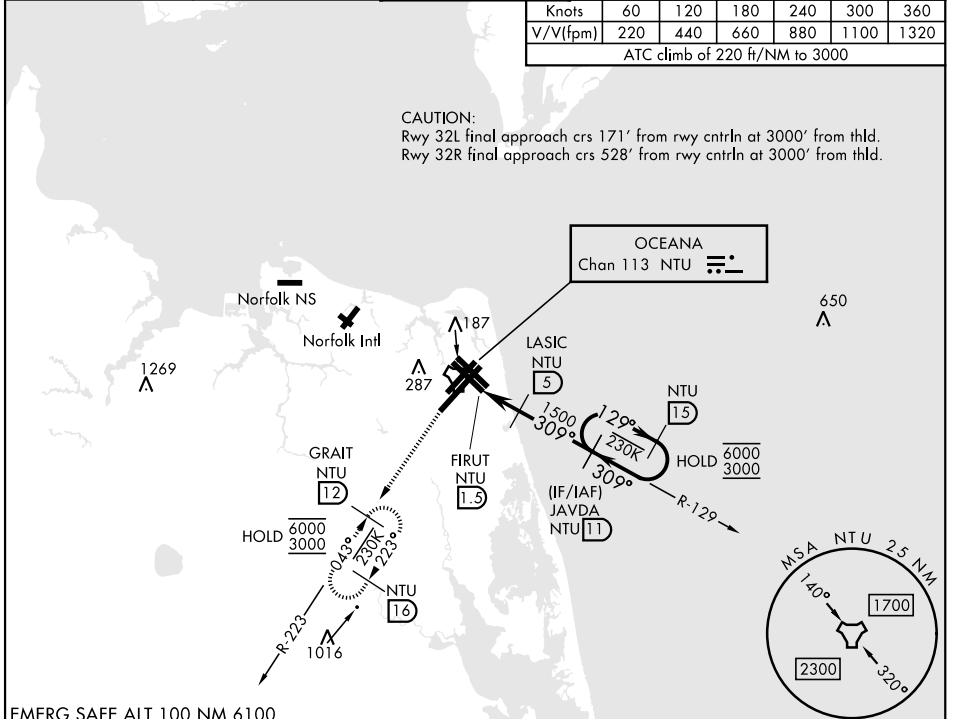 Knots 60 120 180 240 300 360
V/V(fpm) 220 440 660 880 1100 1320
ATC climb of 220 ft/NM to 3000
CAUTION:
Rwy 32L final approach crs 171' from rwy cntrln at 3000' from thld.
Rwy 32R final approach crs 528' from rwy cntrln at 3000' from thld.
OCEANA
Chan 113 NTU
Norfolk NS
Norfolk Intl
650
187
1269
287
LASIC
NTU
5
1500
309°
129°
230K
309°
NTU
15
HOLD 6000
3000
(IF/IAF)
JAVDA
NTU 11
R-129
FIRUT
NTU
1.5
GRAIT
NTU
12
HOLD 6000
3000
043°
230K
223°
NTU
16
R-223
1016
MSA NTU 25 NM
140°
1700
2300
320°
EMERG SAFE ALT 100 NM 6100